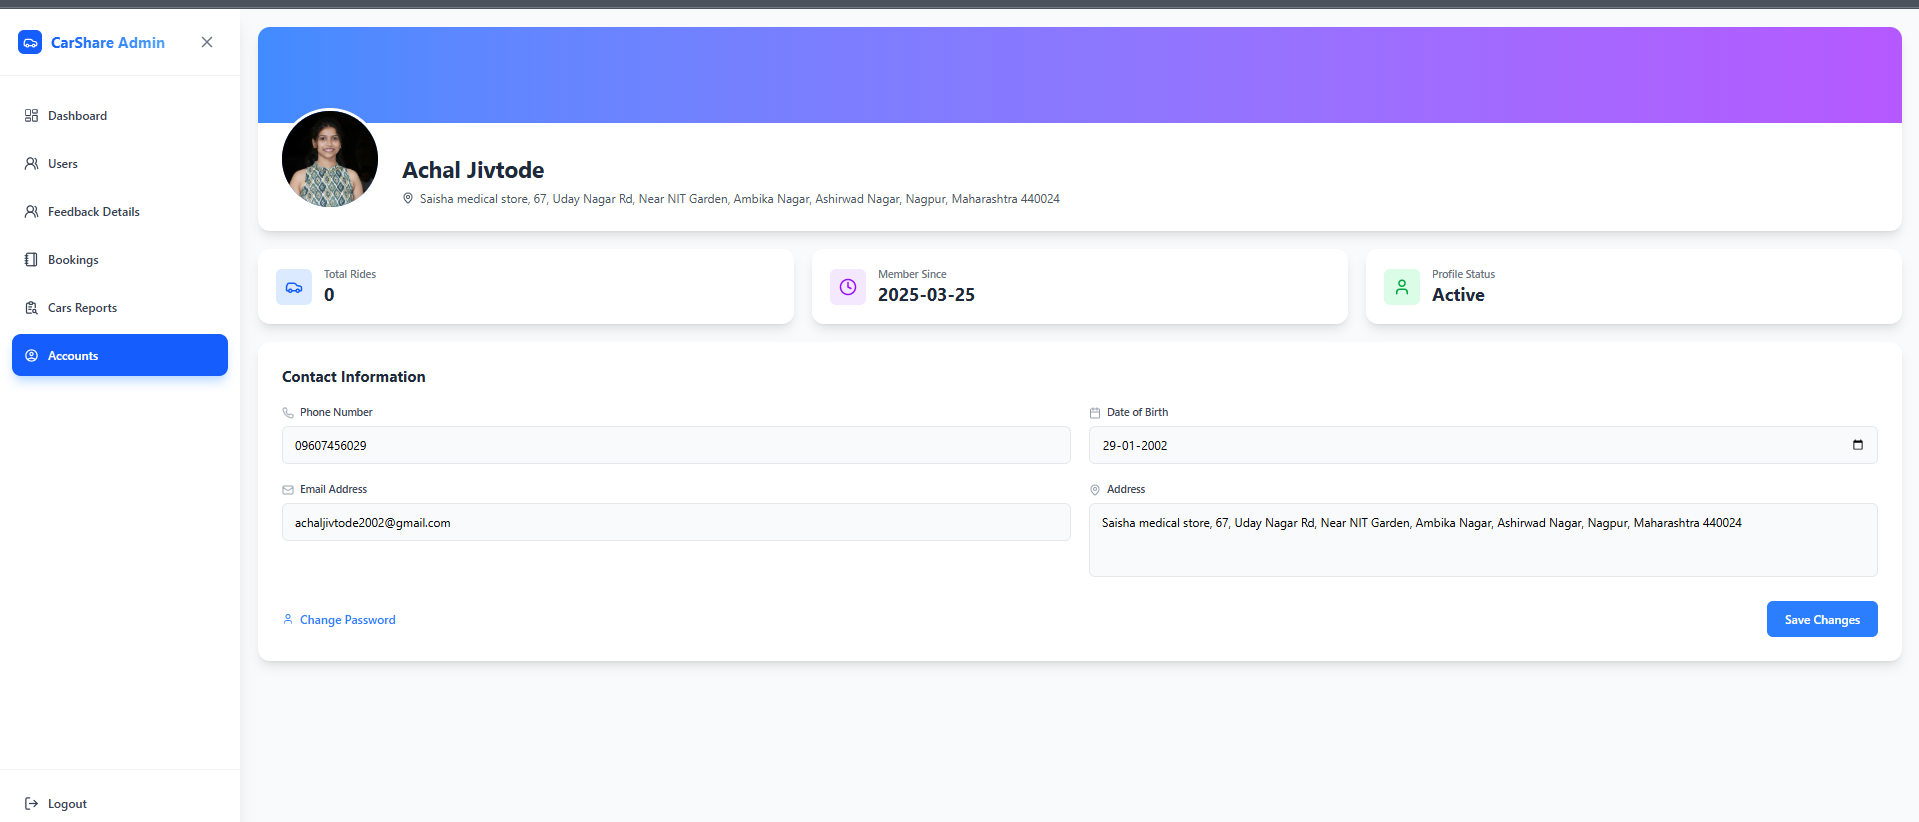 CarShare Admin
Dashboard
Users
Feedback Details
Bookings
Cars Reports
Accounts
Logout
Achal Jivtode
Saisha medical store, 67, Uday Nagar Rd, Near NIT Garden, Ambika Nagar, Ashirwad Nagar, Nagpur, Maharashtra 440024
Total Rides
0
Member Since
2025-03-25
Profile Status
Active
Contact Information
Phone Number
09607456029
Date of Birth
29-01-2002
Email Address
achaljivtode2002@gmail.com
Address
Saisha medical store, 67, Uday Nagar Rd, Near NIT Garden, Ambika Nagar, Ashirwad Nagar, Nagpur, Maharashtra 440024
Change Password
Save Changes